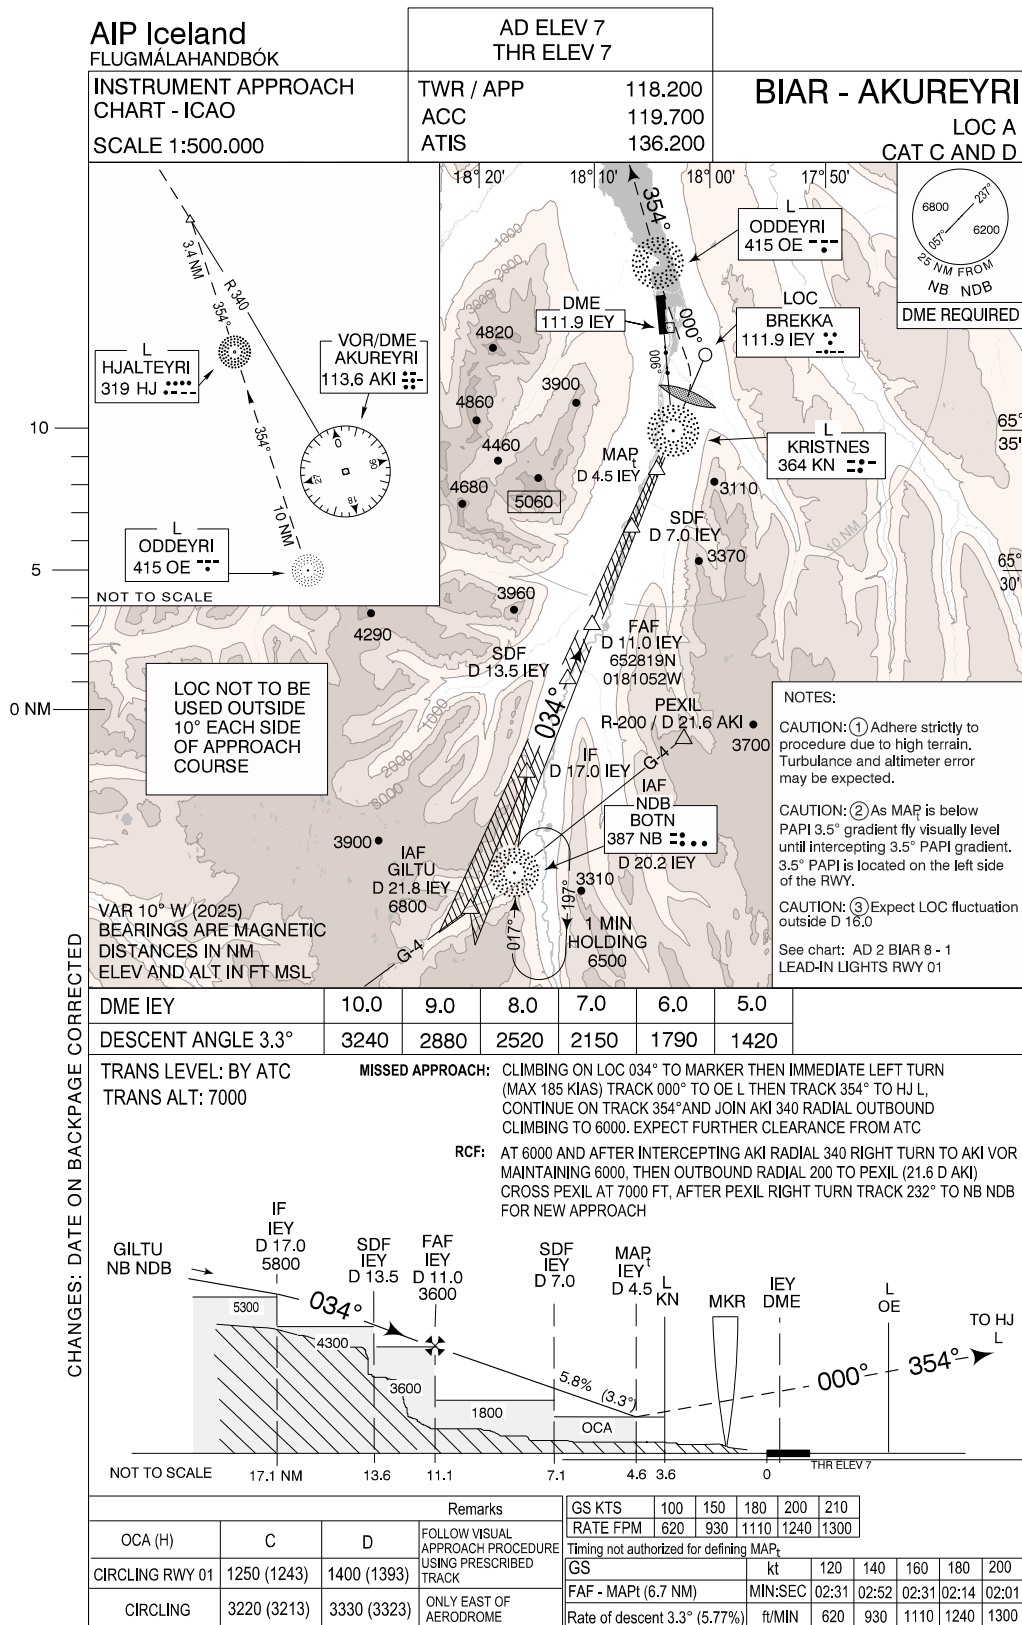 AIP Iceland
FLUGMÁLAHANDBÓK
AD ELEV 7
THR ELEV 7
INSTRUMENT APPROACH
CHART - ICAO
SCALE 1:500.000
TWR / APP 118.200
ACC 119.700
ATIS 136.200
BIAR - AKUREYRI
LOC A
CAT C AND D
18°20' 18°10' 18°00' 17°50'
3.4 NM
R 340
354°
L
HJALTEYRI
319 HJ
VOR/DME
AKUREYRI
113.6 AKI
0
90
18
27
354°
10 NM
L
ODDEYRI
415 OE
NOT TO SCALE
354°
L
ODDEYRI
415 OE
6800
237°
057°
6200
25 NM FROM
NB NDB
DME REQUIRED
DME
111.9 IEY
LOC
BREKKA
111.9 IEY
000°
006°
L
KRISTNES
364 KN
1000
2000
3000
4820
3900
4860
4460
4680
5060
MAPt
D 4.5 IEY
3110
SDF
D 7.0 IEY
3370
10 NM
65°
35'
65°
30'
10
5
0 NM
3960
4290
FAF
D 11.0 IEY
652819N
0181052W
SDF
D 13.5 IEY
034°
LOC NOT TO BE
USED OUTSIDE
10° EACH SIDE
OF APPROACH
COURSE
1000
2000
3000
PEXIL
R-200 / D 21.6 AKI
3700
G-4
IF
D 17.0 IEY
IAF
NDB
BOTN
387 NB
D 20.2 IEY
3900
IAF
GILTU
D 21.8 IEY
6800
3310
017°
197°
1 MIN
HOLDING
6500
G-4
VAR 10° W (2025)
BEARINGS ARE MAGNETIC
DISTANCES IN NM
ELEV AND ALT IN FT MSL
NOTES:
CAUTION: ① Adhere strictly to
procedure due to high terrain.
Turbulance and altimeter error
may be expected.
CAUTION: ② As MAPt is below
PAPI 3.5° gradient fly visually level
until intercepting 3.5° PAPI gradient.
3.5° PAPI is located on the left side
of the RWY.
CAUTION: ③ Expect LOC fluctuation
outside D 16.0
See chart: AD 2 BIAR 8 - 1
LEAD-IN LIGHTS RWY 01
CHANGES: DATE ON BACKPAGE CORRECTED
DME IEY 10.0 9.0 8.0 7.0 6.0 5.0
DESCENT ANGLE 3.3° 3240 2880 2520 2150 1790 1420
TRANS LEVEL: BY ATC
TRANS ALT: 7000
MISSED APPROACH: CLIMBING ON LOC 034° TO MARKER THEN IMMEDIATE LEFT TURN
(MAX 185 KIAS) TRACK 000° TO OE L THEN TRACK 354° TO HJ L,
CONTINUE ON TRACK 354°AND JOIN AKI 340 RADIAL OUTBOUND
CLIMBING TO 6000. EXPECT FURTHER CLEARANCE FROM ATC
RCF: AT 6000 AND AFTER INTERCEPTING AKI RADIAL 340 RIGHT TURN TO AKI VOR
MAINTAINING 6000, THEN OUTBOUND RADIAL 200 TO PEXIL (21.6 D AKI)
CROSS PEXIL AT 7000 FT, AFTER PEXIL RIGHT TURN TRACK 232° TO NB NDB
FOR NEW APPROACH
GILTU
NB NDB
IF
IEY
D 17.0
5800
SDF
IEY
D 13.5
FAF
IEY
D 11.0
3600
SDF
IEY
D 7.0
MAPt
IEY
D 4.5
L
KN
MKR
IEY
DME
L
OE
TO HJ
L
5300
034°
4300
3600
1800
5.8% (3.3°)
OCA
000° 354°
NOT TO SCALE 17.1 NM 13.6 11.1 7.1 4.6 3.6 0 THR ELEV 7
Remarks
OCA (H) C D
CIRCLING RWY 01 1250 (1243) 1400 (1393)
FOLLOW VISUAL
APPROACH PROCEDURE
USING PRESCRIBED
TRACK
CIRCLING 3220 (3213) 3330 (3323)
ONLY EAST OF
AERODROME
GS KTS 100 150 180 200 210
RATE FPM 620 930 1110 1240 1300
Timing not authorized for defining MAPt
GS kt 120 140 160 180 200
FAF - MAPt (6.7 NM) MIN:SEC 02:31 02:52 02:31 02:14 02:01
Rate of descent 3.3° (5.77%) ft/MIN 620 930 1110 1240 1300